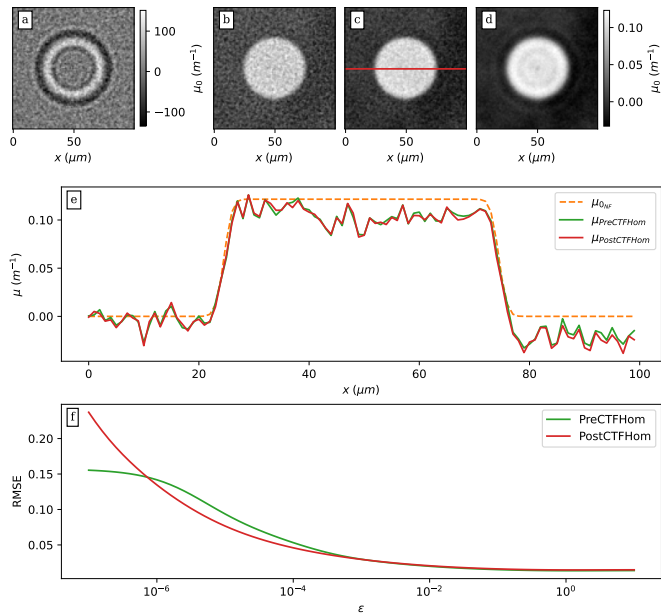 a
b
c
d
100
0
−100
μ₀ (m⁻¹)
0.10
0.05
0.00
μ₀ (m⁻¹)
0
50
0
50
0
50
0
50
x (μm)
x (μm)
x (μm)
x (μm)
e
μ₀NF
μPreCTFHom
μPostCTFHom
0.10
0.05
0.00
μ (m⁻¹)
0
20
40
60
80
100
x (μm)
f
PreCTFHom
PostCTFHom
0.20
0.15
0.10
0.05
RMSE
10⁻⁶
10⁻⁴
10⁻²
10⁰
ε